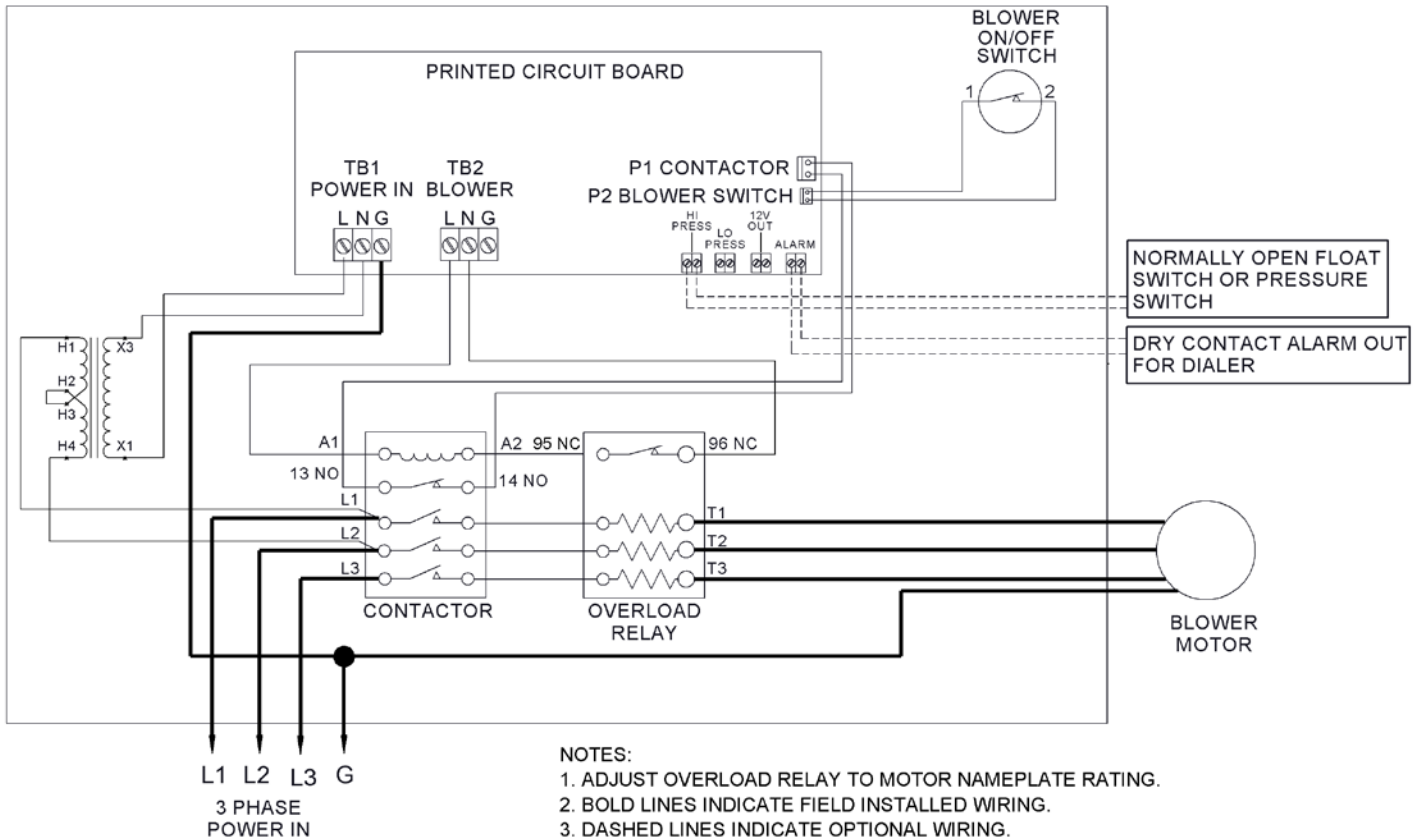 BLOWER
ON/OFF
SWITCH
1 2
PRINTED CIRCUIT BOARD
TB1
POWER IN
TB2
BLOWER
L N G
L N G
P1 CONTACTOR
P2 BLOWER SWITCH
HI
PRESS
LO
PRESS
12V
OUT
ALARM
NORMALLY OPEN FLOAT
SWITCH OR PRESSURE
SWITCH
DRY CONTACT ALARM OUT
FOR DIALER
H1
H2
H3
H4
X3
X1
A1
A2
95 NC
96 NC
13 NO
14 NO
L1
L2
L3
T1
T2
T3
CONTACTOR
OVERLOAD
RELAY
BLOWER
MOTOR
L1 L2 L3 G
3 PHASE
POWER IN
NOTES:
1. ADJUST OVERLOAD RELAY TO MOTOR NAMEPLATE RATING.
2. BOLD LINES INDICATE FIELD INSTALLED WIRING.
3. DASHED LINES INDICATE OPTIONAL WIRING.